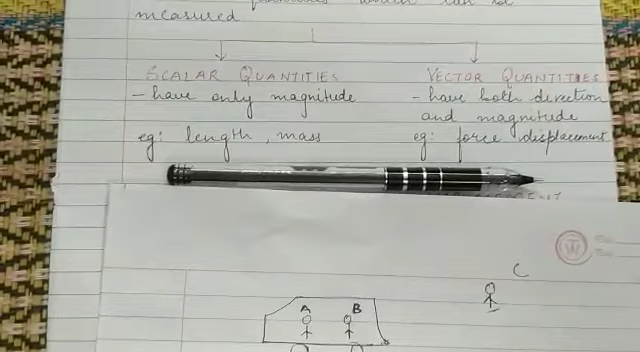 measured
SCALAR QUANTITIES
- have only magnitude
eg: length, mass
VECTOR QUANTITIES
- have both direction
and magnitude
eg: force displacement
C
A B